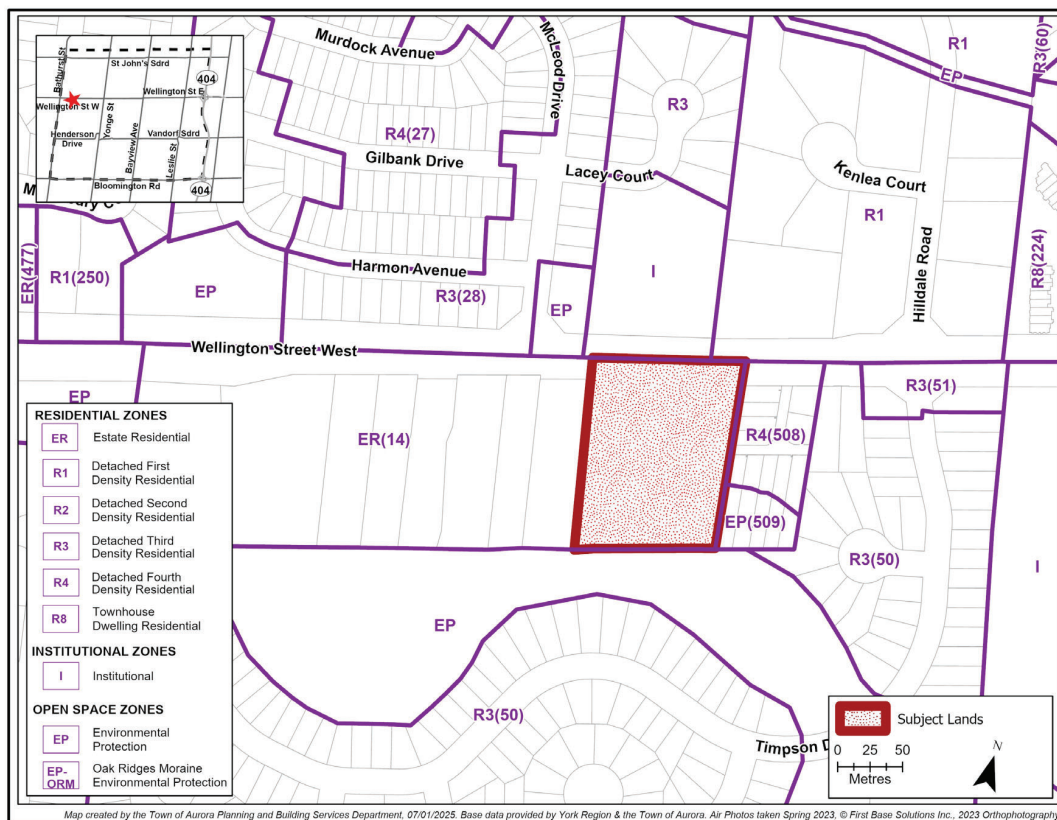 Murdock Avenue
McLeod Drive
R1
R3(60)
EP
Bathurst St
St John's Sdrd
404
Wellington St E
Wellington St W
Yonge St
Henderson
Drive
Bayview Ave
Vandorf Sdrd
Leslie St
Bloomington Rd
404
R3
R4(27)
Gilbank Drive
Lacey Court
Kenlea Court
R1
Hilldale Road
R8(224)
ER(477)
R1(250)
EP
Harmon Avenue
R3(28)
EP
I
Wellington Street West
EP
ER(14)
R4(508)
EP(509)
R3(51)
R3(50)
I
EP
R3(50)
RESIDENTIAL ZONES
ER Estate Residential
R1 Detached First
Density Residential
R2 Detached Second
Density Residential
R3 Detached Third
Density Residential
R4 Detached Fourth
Density Residential
R8 Townhouse
Dwelling Residential
INSTITUTIONAL ZONES
I Institutional
OPEN SPACE ZONES
EP Environmental
Protection
EP-
ORM
Oak Ridges Moraine
Environmental Protection
Timpson D
Subject Lands
0 25 50
Metres
N
Map created by the Town of Aurora Planning and Building Services Department, 07/01/2025. Base data provided by York Region & the Town of Aurora. Air Photos taken Spring 2023, © First Base Solutions Inc., 2023 Orthophotograph